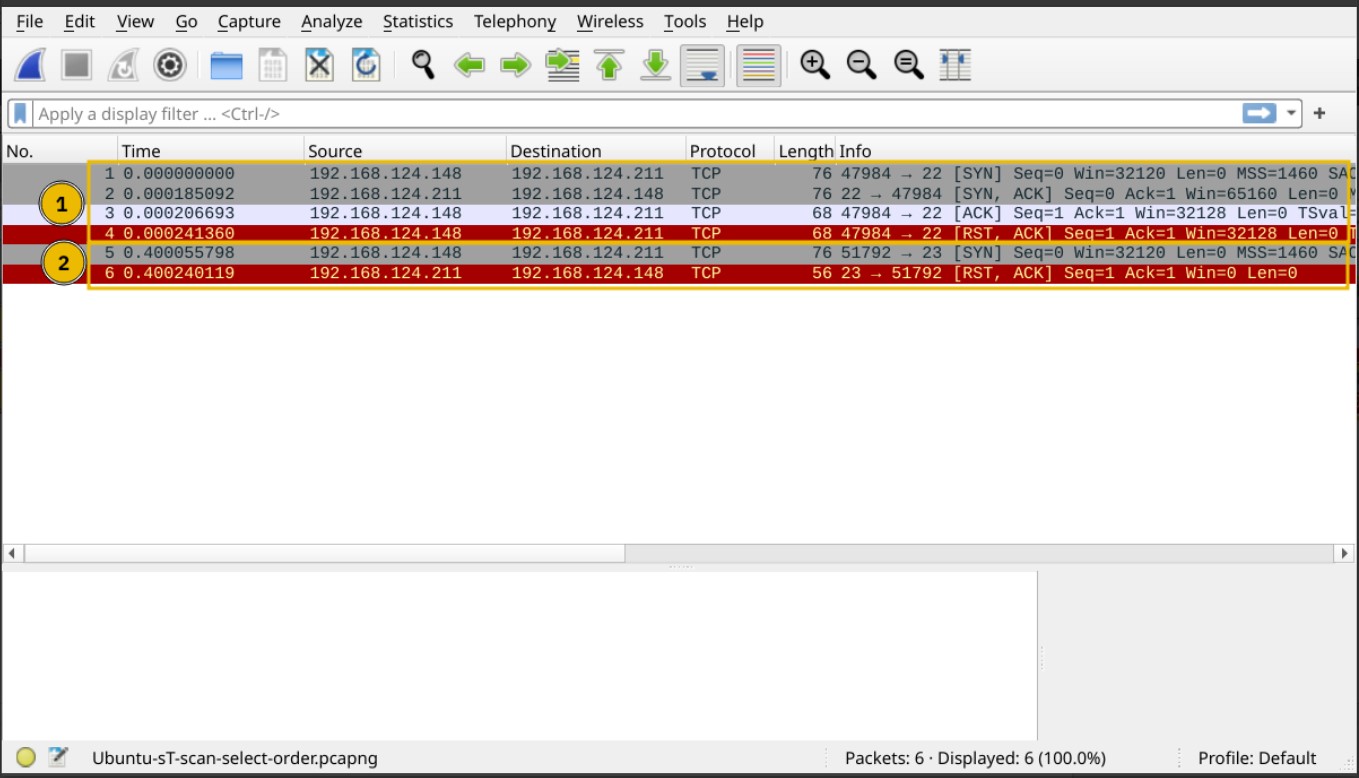 File Edit View Go Capture Analyze Statistics Telephony Wireless Tools Help
Apply a display filter ... <Ctrl-/>
No. Time Source Destination Protocol Length Info
1 0.000000000 192.168.124.148 192.168.124.211 TCP 76 47984 → 22 [SYN] Seq=0 Win=32120 Len=0 MSS=1460 SAC
1
2 0.000185092 192.168.124.211 192.168.124.148 TCP 76 22 → 47984 [SYN, ACK] Seq=0 Ack=1 Win=65160 Len=0 M
3 0.000206693 192.168.124.148 192.168.124.211 TCP 68 47984 → 22 [ACK] Seq=1 Ack=1 Win=32128 Len=0 TSval=
4 0.000241360 192.168.124.148 192.168.124.211 TCP 68 47984 → 22 [RST, ACK] Seq=1 Ack=1 Win=32128 Len=0 T
2
5 0.400055798 192.168.124.148 192.168.124.211 TCP 76 51792 → 23 [SYN] Seq=0 Win=32120 Len=0 MSS=1460 SAC
6 0.400240119 192.168.124.211 192.168.124.148 TCP 56 23 → 51792 [RST, ACK] Seq=1 Ack=1 Win=0 Len=0
Ubuntu-sT-scan-select-order.pcapng Packets: 6 · Displayed: 6 (100.0%) Profile: Default